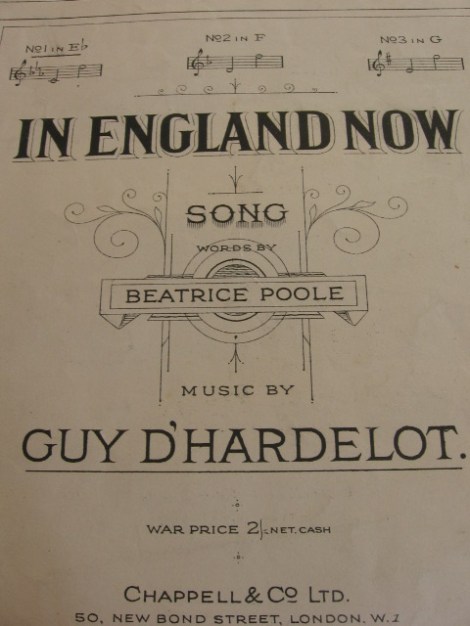 No1 IN E♭
No2 IN F
No3 IN G
IN ENGLAND NOW
SONG
WORDS BY
BEATRICE POOLE
MUSIC BY
GUY D'HARDELOT.
WAR PRICE 2/- NET. CASH
CHAPPELL & Co LTD.
50, NEW BOND STREET, LONDON. W.1